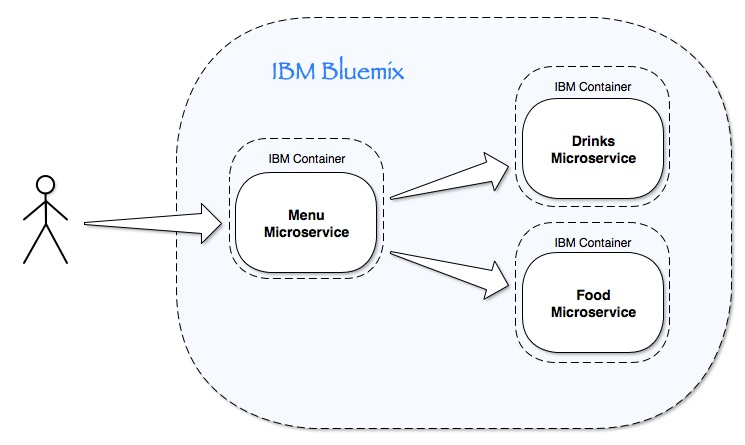 IBM Bluemix
IBM Container
Menu
Microservice
IBM Container
Drinks
Microservice
IBM Container
Food
Microservice